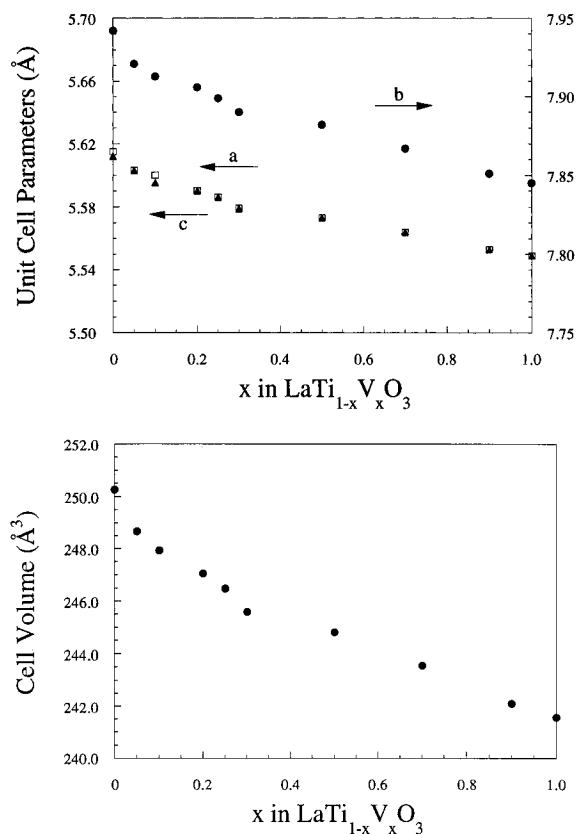 Unit Cell Parameters (Å)
5.70
5.66
5.62
5.58
5.54
5.50
7.95
7.90
7.85
7.80
7.75
b
a
c
0 0.2 0.4 0.6 0.8 1.0
x in LaTi₁₋ₓVₓO₃
Cell Volume (Å³)
252.0
250.0
248.0
246.0
244.0
242.0
240.0
0 0.2 0.4 0.6 0.8 1.0
x in LaTi₁₋ₓVₓO₃